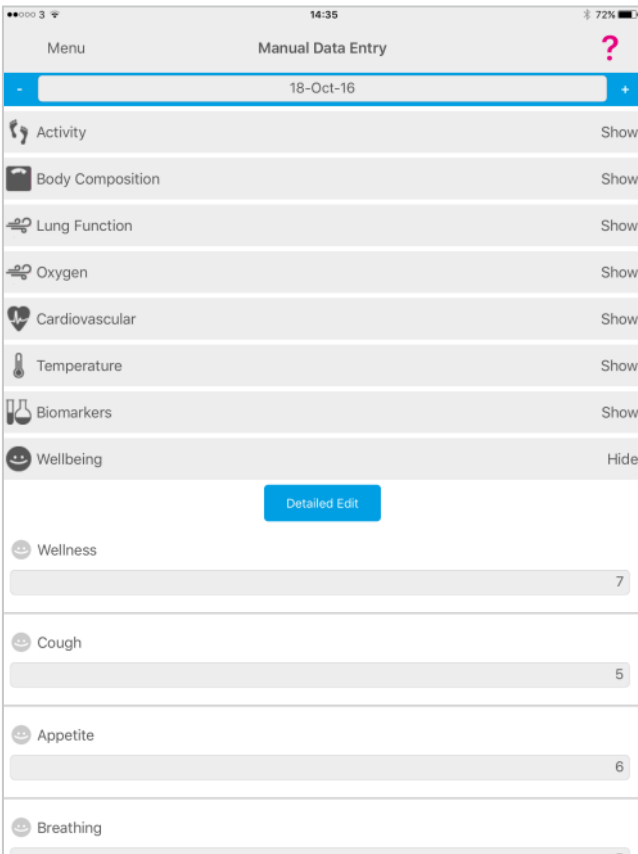 3 14:35 72%
Menu Manual Data Entry ?
- 18-Oct-16 +
Activity Show
Body Composition Show
Lung Function Show
Oxygen Show
Cardiovascular Show
Temperature Show
Biomarkers Show
Wellbeing Hide
Detailed Edit
Wellness
7
Cough
5
Appetite
6
Breathing